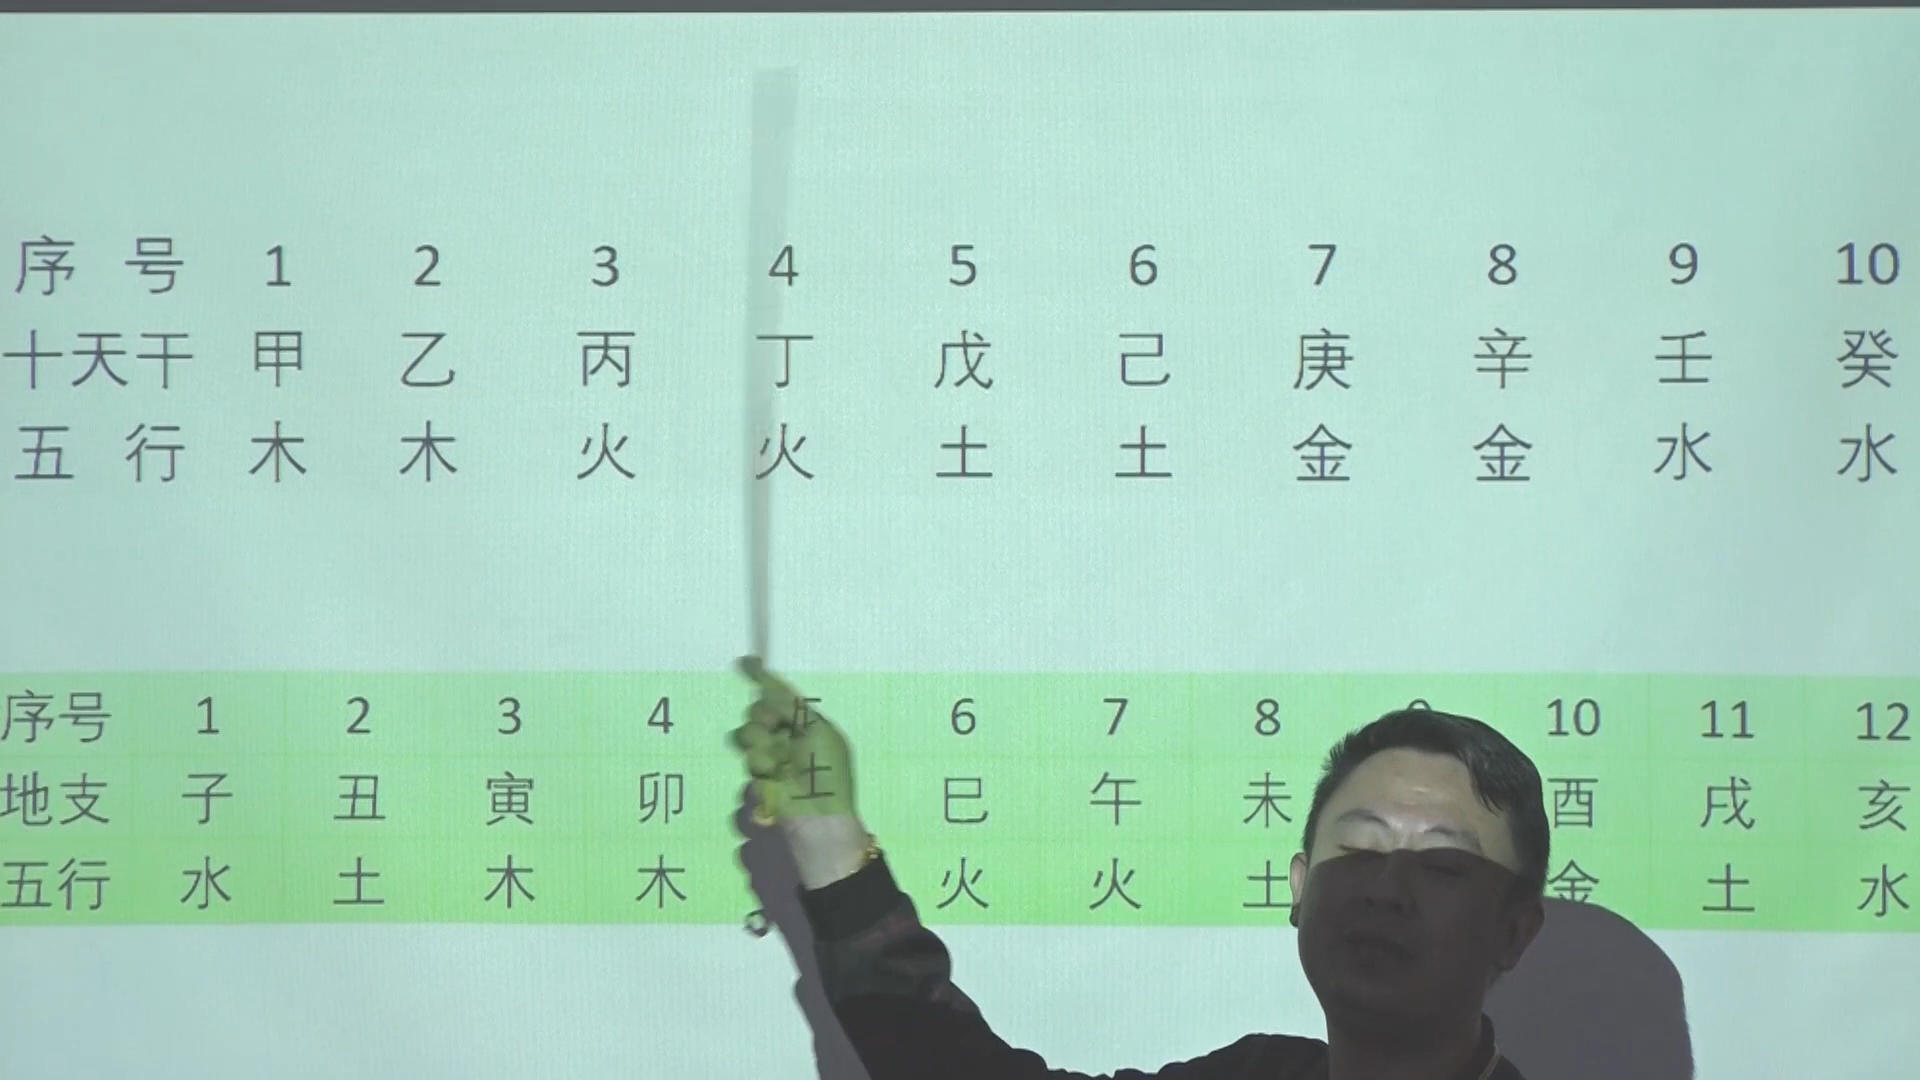 序 号 1 2 3 4 5 6 7 8 9 10
十天干 甲 乙 丙 丁 戊 己 庚 辛 壬 癸
五 行 木 木 火 火 土 土 金 金 水 水
序号 1 2 3 4 6 7 8 10 11 12
地支 子 丑 寅 卯 巳 午 未 酉 戌 亥
五行 水 土 木 木 火 火 土 金 土 水